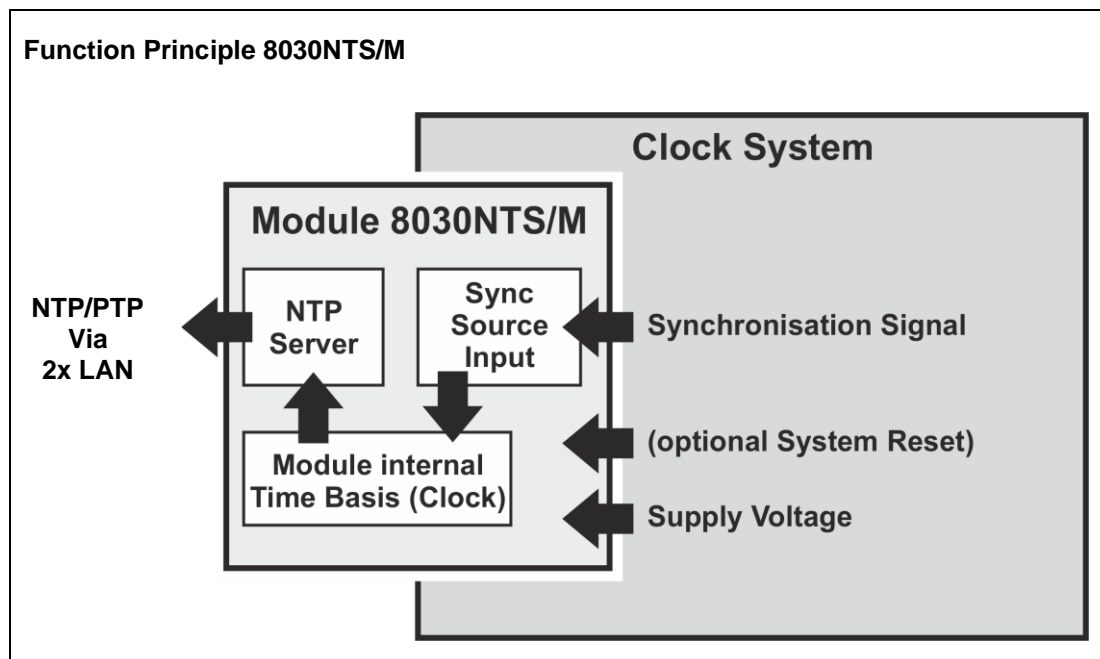 Function Principle 8030NTS/M
Clock System
Module 8030NTS/M
NTP/PTP
Via
2x LAN
NTP
Server
Sync
Source
Input
Synchronisation Signal
Module internal
Time Basis (Clock)
(optional System Reset)
Supply Voltage